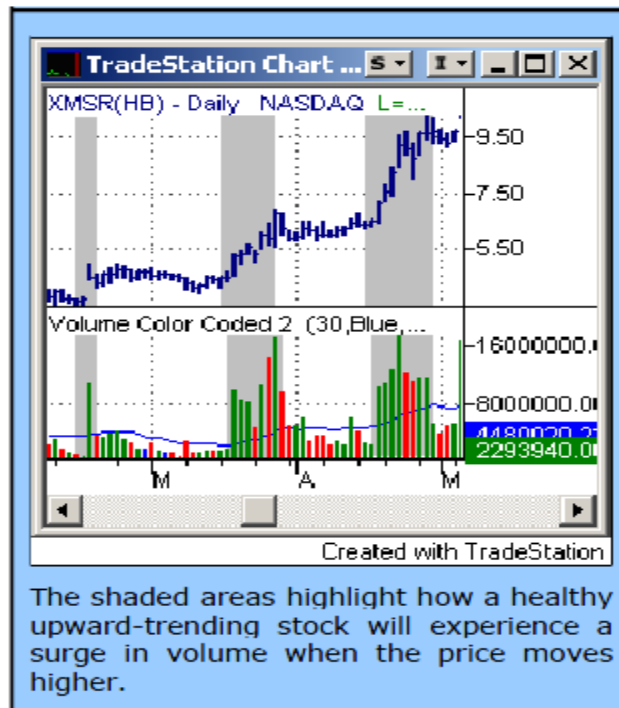 TradeStation Chart ... S I
XMSR(HB) - Daily NASDAQ L=...
9.50
7.50
5.50
Volume Color Coded 2 (30,Blue,...
16000000.
8000000.0
4480020.2
2293940.0
M A M
Created with TradeStation
The shaded areas highlight how a healthy
upward-trending stock will experience a
surge in volume when the price moves
higher.